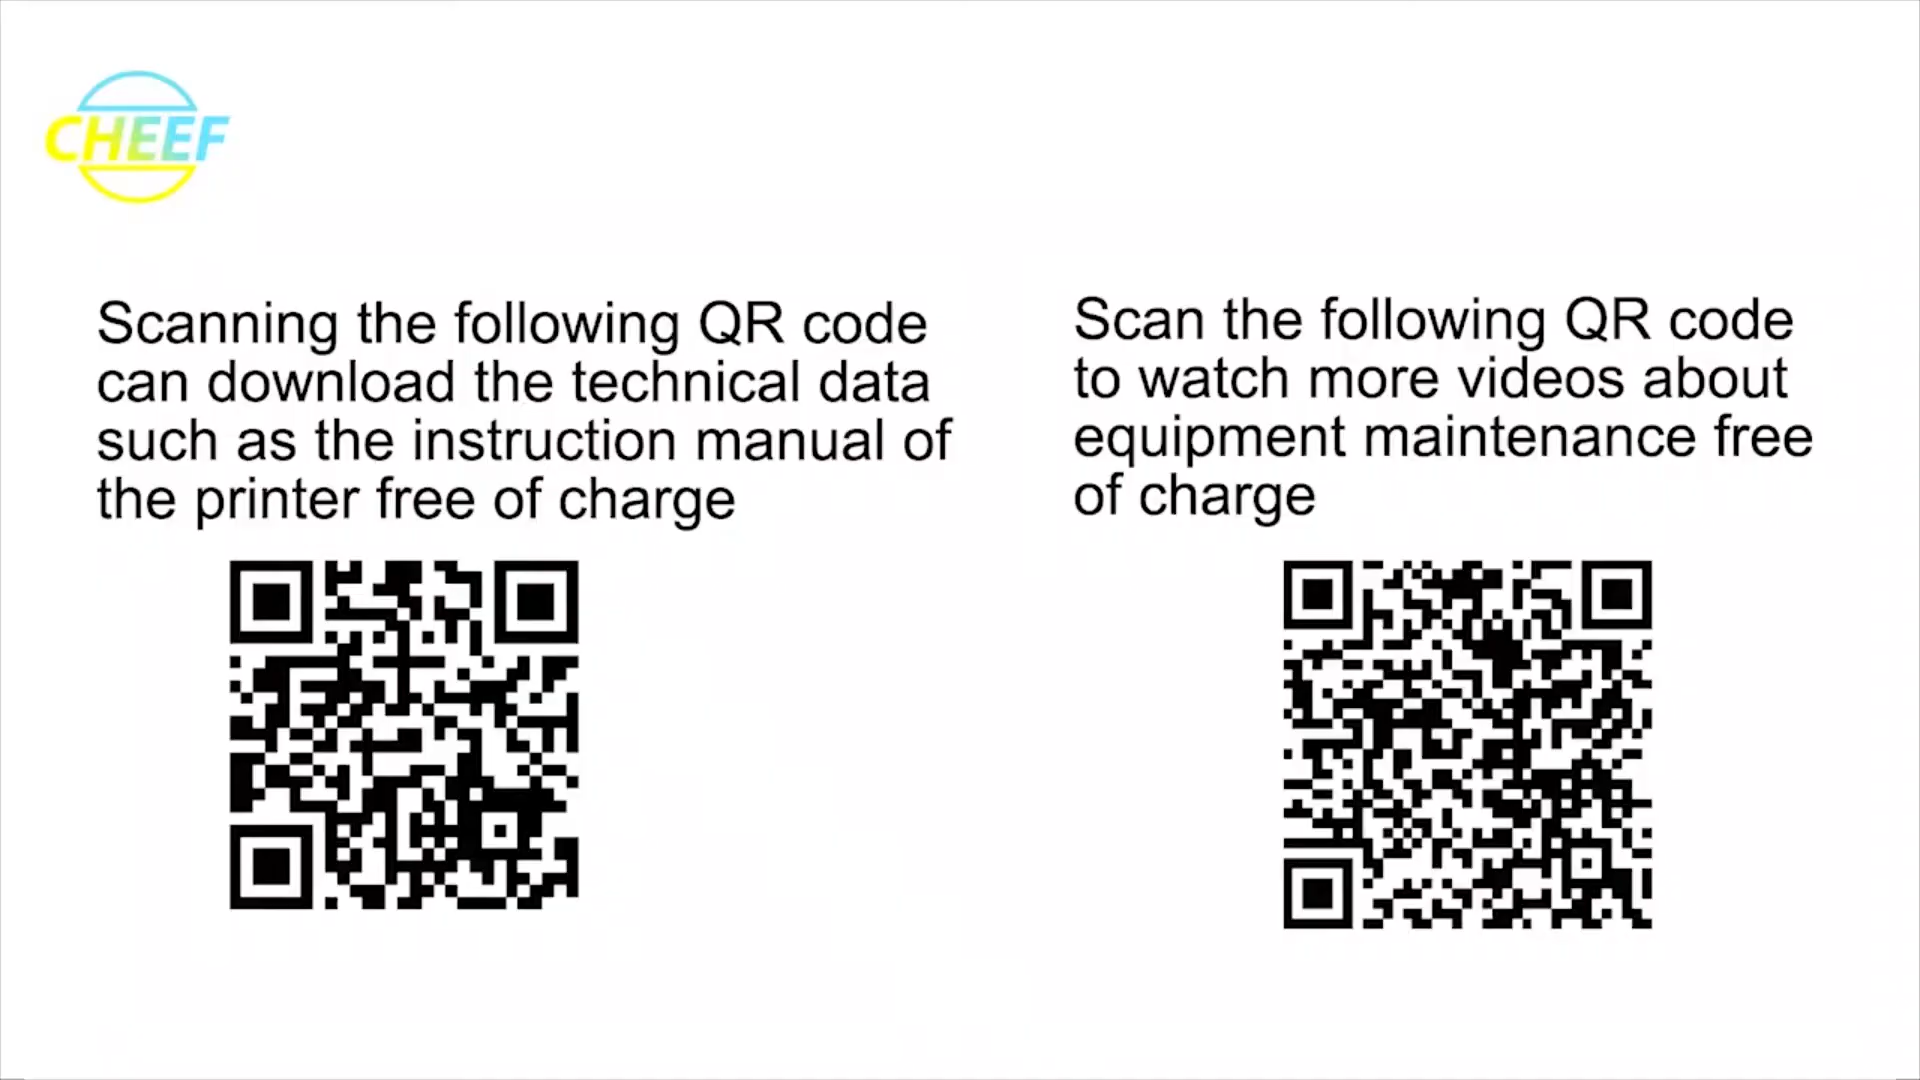 CHEEF
Scanning the following QR code
can download the technical data
such as the instruction manual of
the printer free of charge
Scan the following QR code
to watch more videos about
equipment maintenance free
of charge